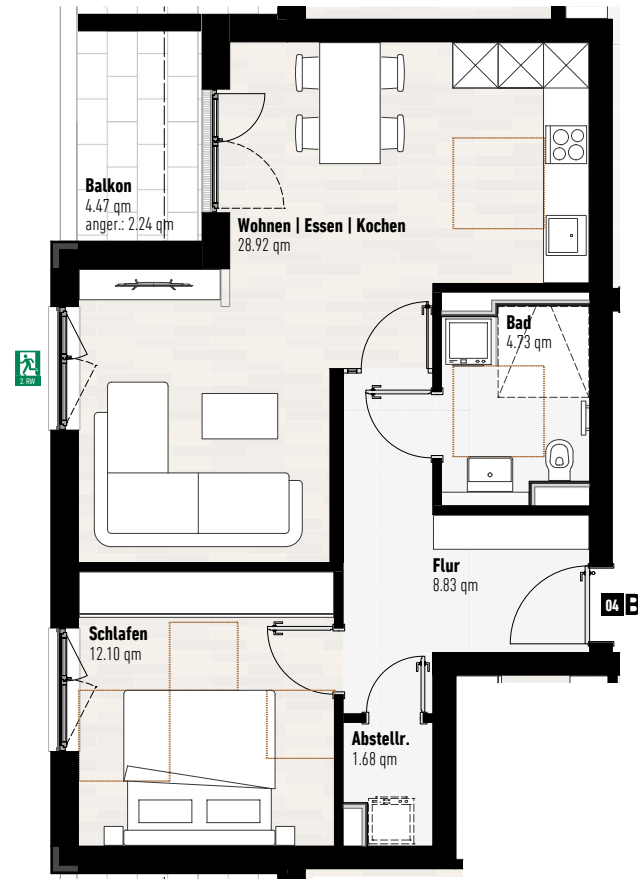 Balkon
4.47 qm
anger.: 2.24 qm
Wohnen | Essen | Kochen
28.92 qm
Bad
4.73 qm
2. RW
Flur
8.83 qm
04 B
Schlafen
12.10 qm
Abstellr.
1.68 qm